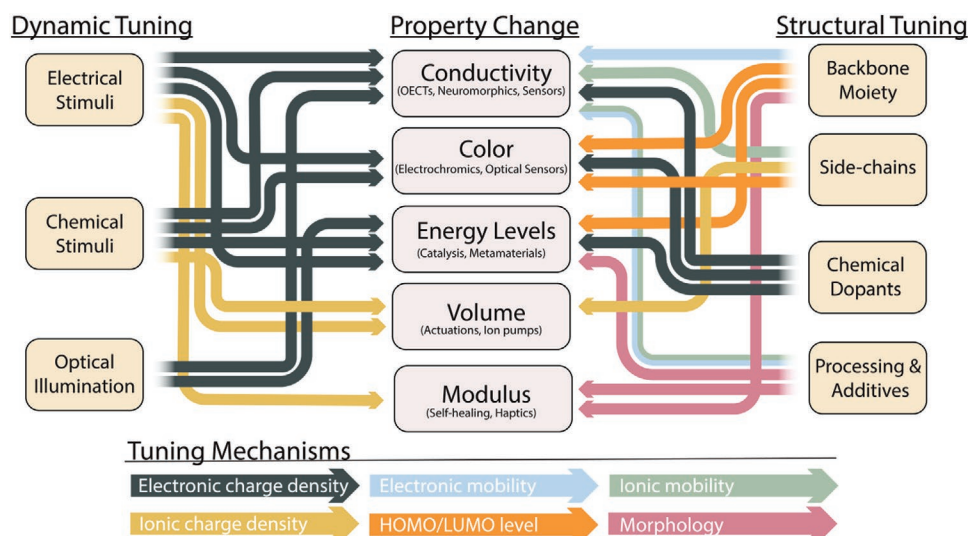 Dynamic Tuning
Property Change
Structural Tuning
Electrical
Stimuli
Chemical
Stimuli
Optical
Illumination
Conductivity
(OECTs, Neuromorphics, Sensors)
Color
(Electrochromics, Optical Sensors)
Energy Levels
(Catalysis, Metamaterials)
Volume
(Actuations, Ion pumps)
Modulus
(Self-healing, Haptics)
Backbone
Moiety
Side-chains
Chemical
Dopants
Processing &
Additives
Tuning Mechanisms
Electronic charge density
Electronic mobility
Ionic mobility
Ionic charge density
HOMO/LUMO level
Morphology